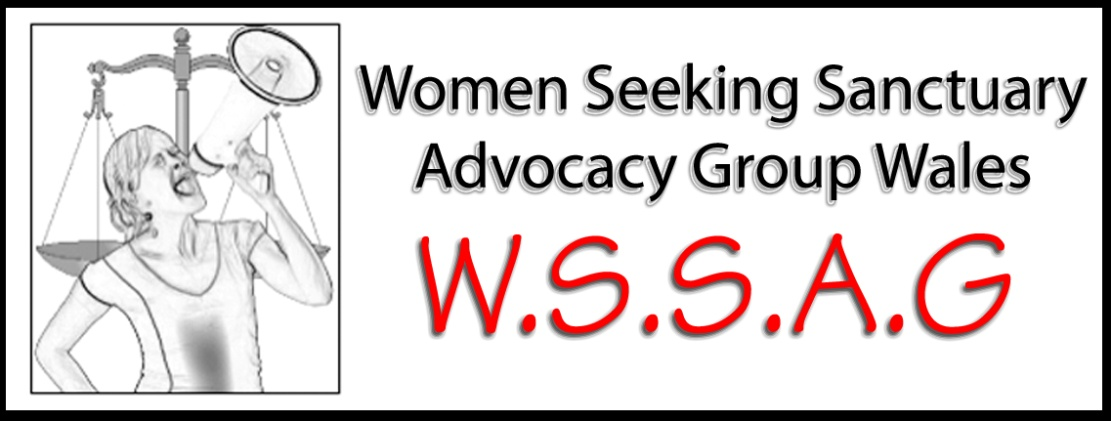 Women Seeking Sanctuary
Advocacy Group Wales
W.S.S.A.G